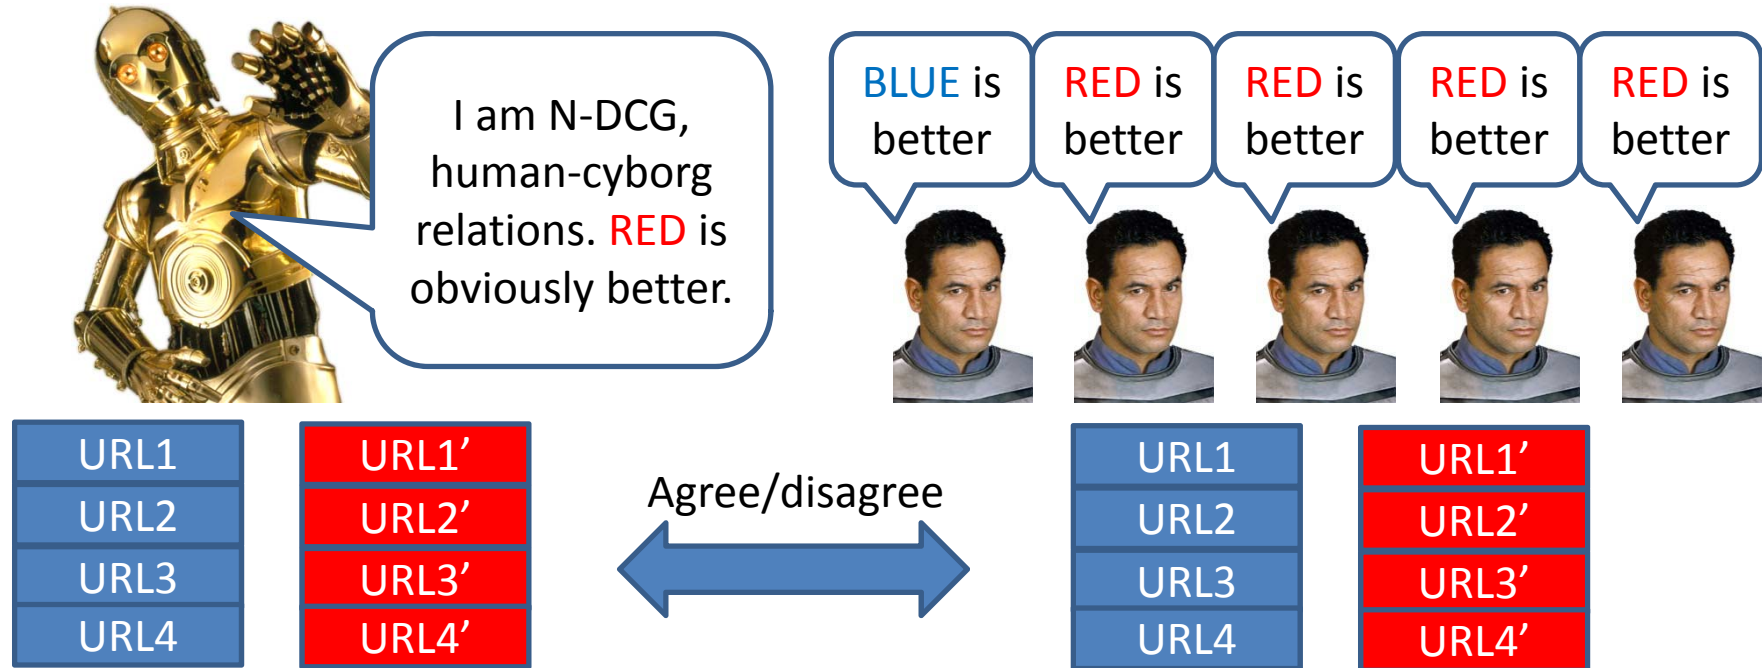 I am N-DCG,
human-cyborg
relations. RED is
obviously better.
BLUE is
better
RED is
better
RED is
better
RED is
better
RED is
better
URL1
URL2
URL3
URL4
URL1’
URL2’
URL3’
URL4’
Agree/disagree
URL1
URL2
URL3
URL4
URL1’
URL2’
URL3’
URL4’